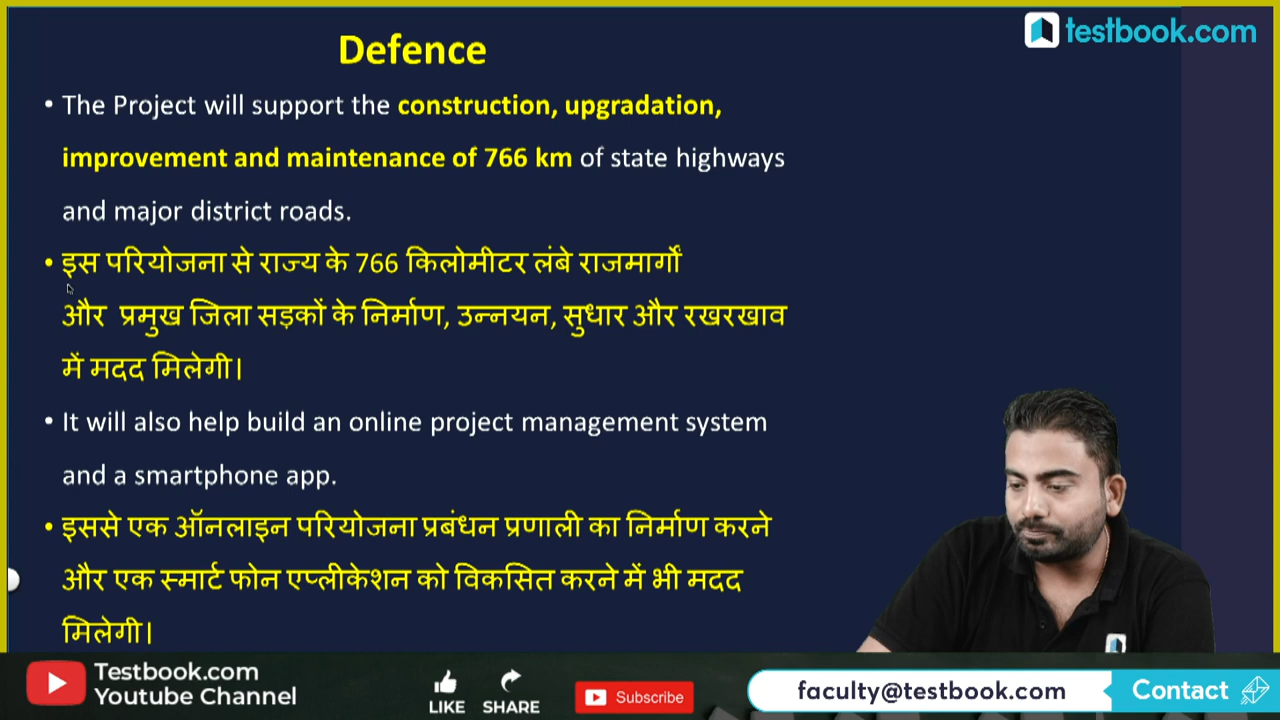 Defence
testbook.com
• The Project will support the construction, upgradation,
improvement and maintenance of 766 km of state highways
and major district roads.
• इस परियोजना से राज्य के 766 किलोमीटर लंबे राजमार्गों
और प्रमुख जिला सड़कों के निर्माण, उन्नयन, सुधार और रखरखाव
में मदद मिलेगी।
• It will also help build an online project management system
and a smartphone app.
• इससे एक ऑनलाइन परियोजना प्रबंधन प्रणाली का निर्माण करने
और एक स्मार्ट फोन एप्लीकेशन को विकसित करने में भी मदद
मिलेगी।
Testbook.com
Youtube Channel
LIKE
SHARE
Subscribe
faculty@testbook.com
Contact